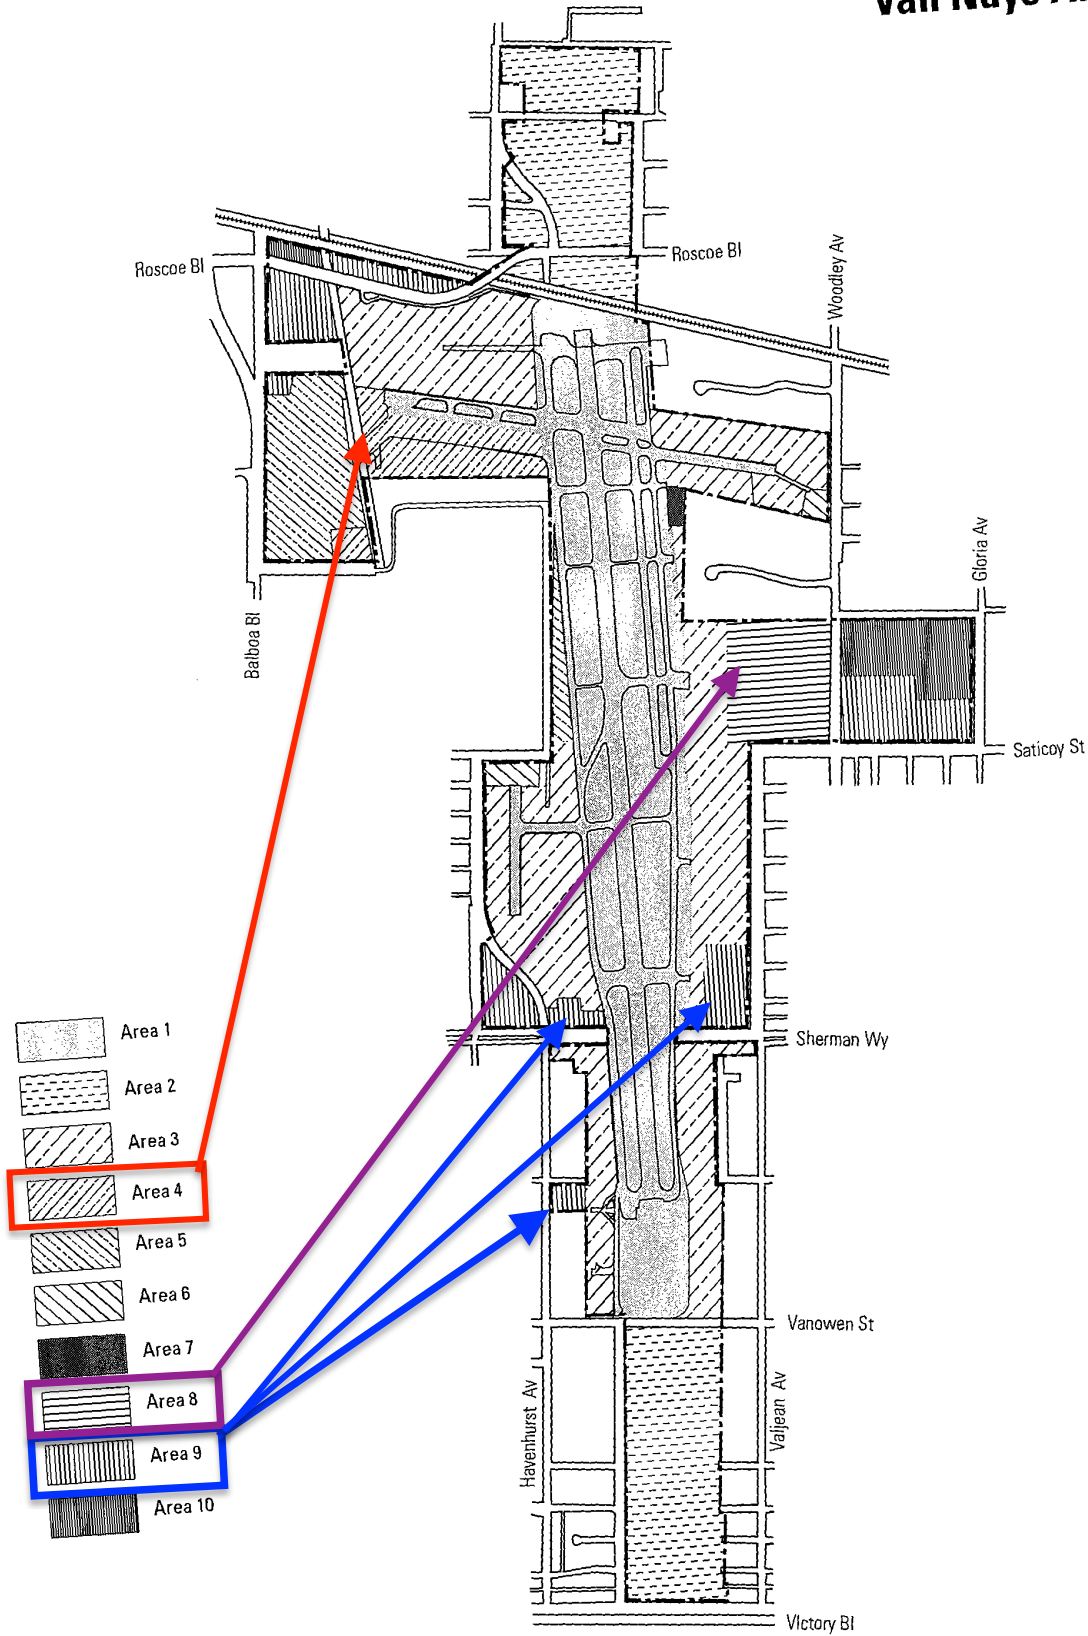 Van Nuys
Roscoe Bl
Roscoe Bl
Woodley Av
Gloria Av
Balboa Bl
Saticoy St
Area 1
Area 2
Area 3
Area 4
Area 5
Area 6
Area 7
Area 8
Area 9
Area 10
Sherman Wy
Vanowen St
Havenhurst Av
Valjean Av
Victory Bl